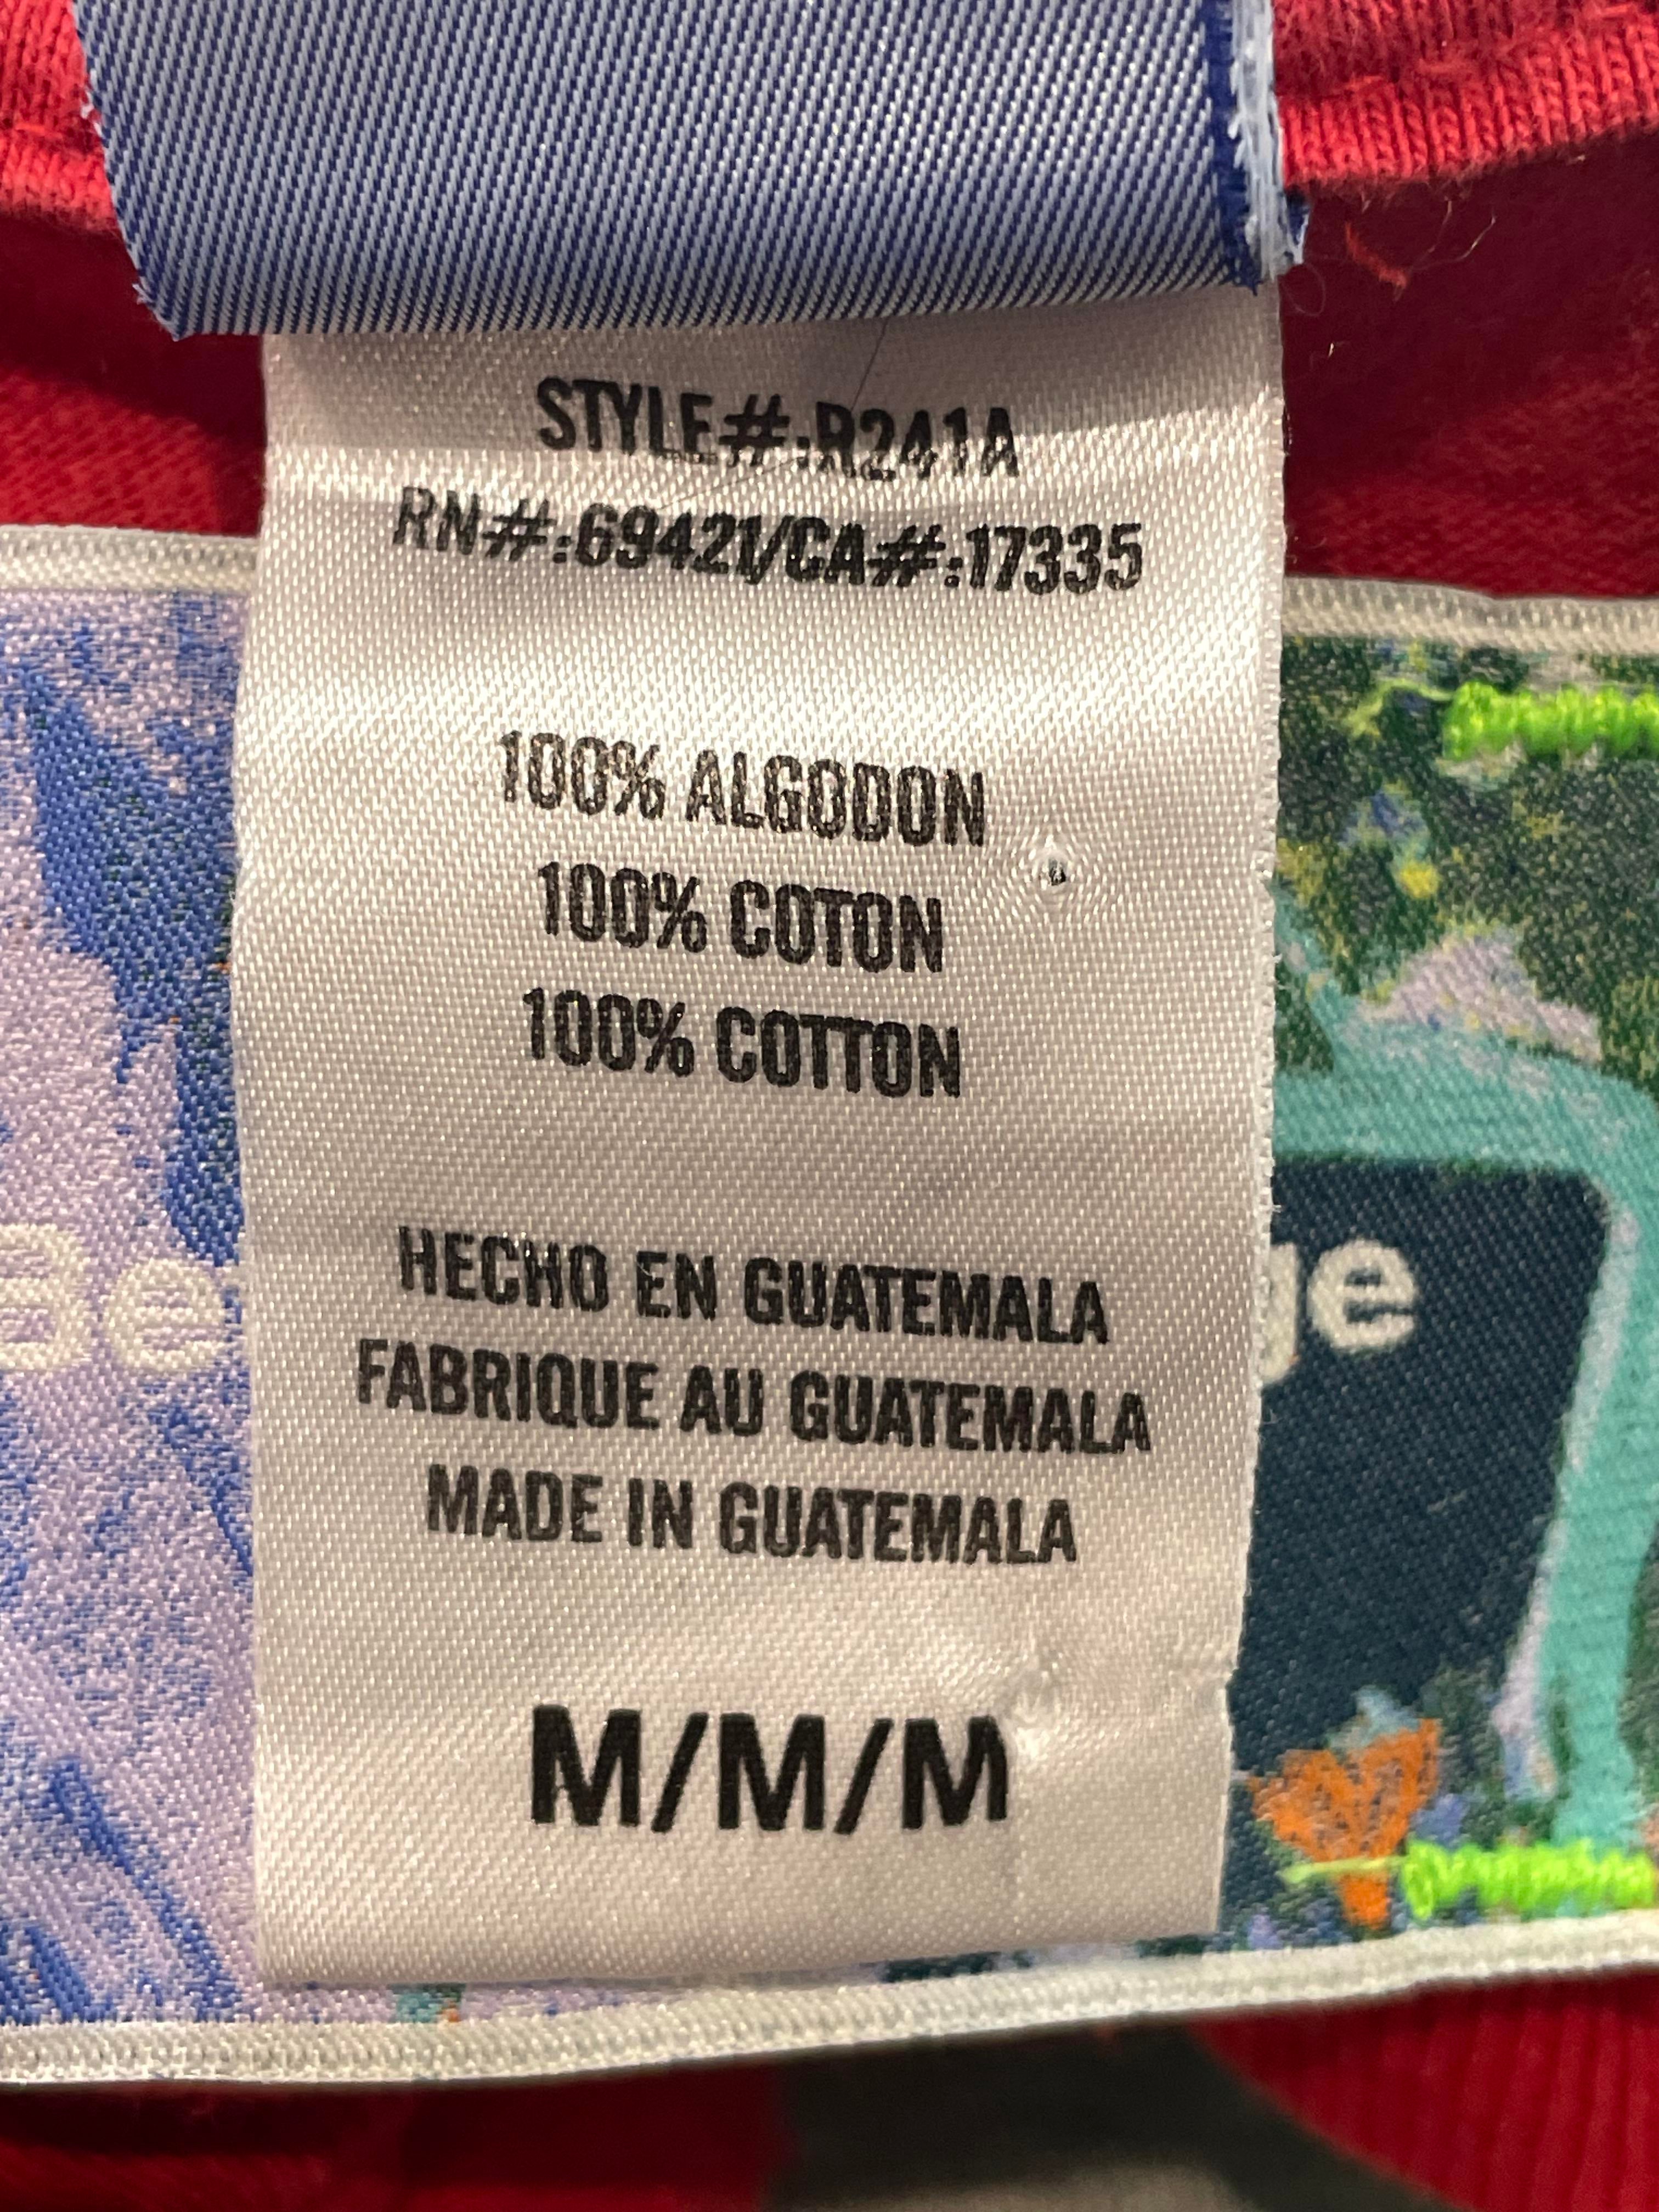 STYLE#:R241A
RN#:69421/CA#:17335
100% ALGODON
100% COTON
100% COTTON
HECHO EN GUATEMALA
FABRIQUE AU GUATEMALA
MADE IN GUATEMALA
M/M/M